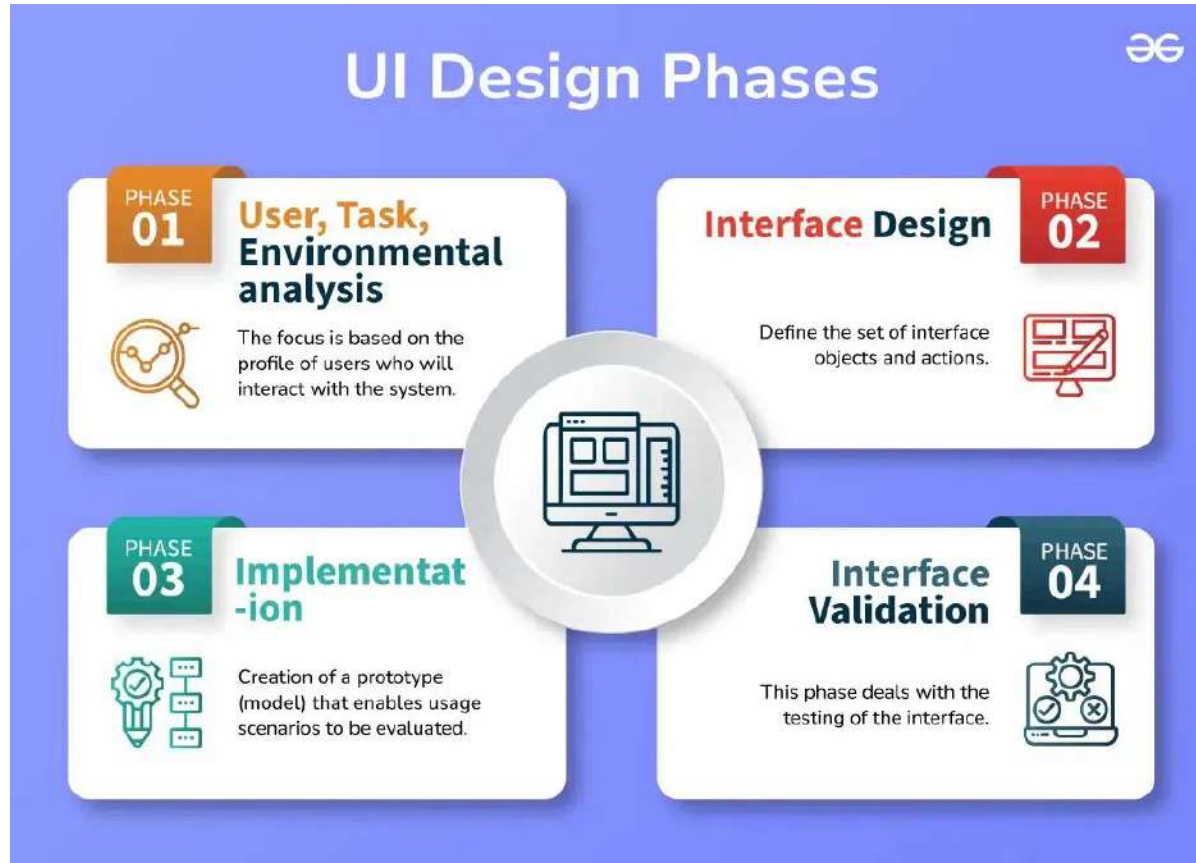 UI Design Phases
PHASE
01
User, Task,
Environmental
analysis
The focus is based on the
profile of users who will
interact with the system.
PHASE
02
Interface Design
Define the set of interface
objects and actions.
PHASE
03
Implementat
-ion
Creation of a prototype
(model) that enables usage
scenarios to be evaluated.
PHASE
04
Interface
Validation
This phase deals with the
testing of the interface.